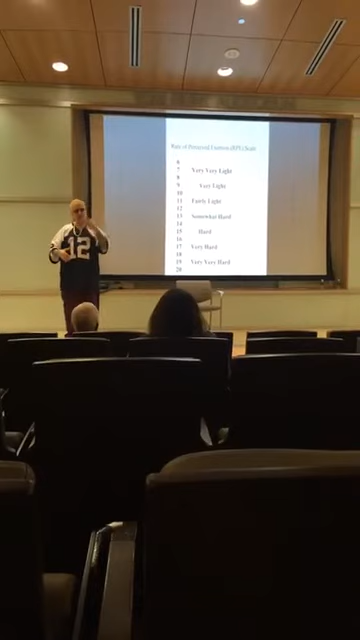 Rate of Perceived Exertion (RPE) Scale
6
7 Very Very Light
8
9 Very Light
10
11 Fairly Light
12
13 Somewhat Hard
14
15 Hard
16
17 Very Hard
18
19 Very Very Hard
20
12